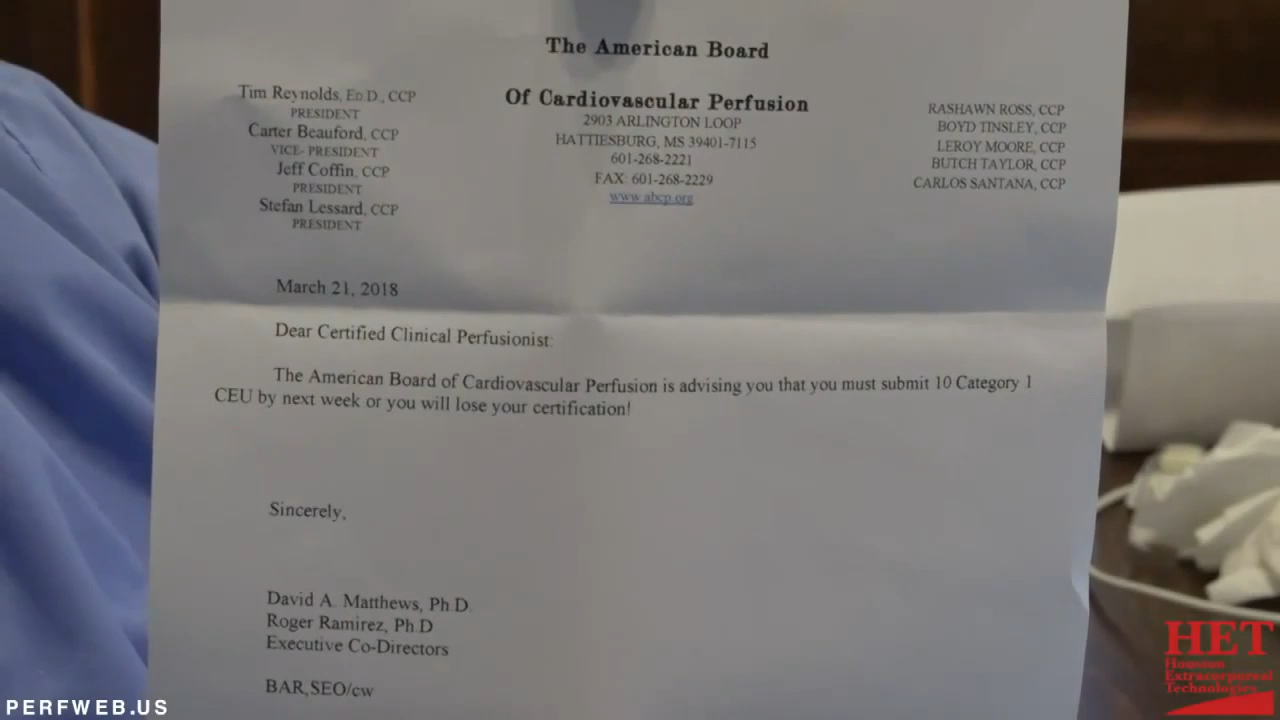 The American Board
Of Cardiovascular Perfusion
2903 ARLINGTON LOOP
HATTIESBURG, MS 39401-7115
601-268-2221
FAX: 601-268-2229
www.abcp.org
Tim Reynolds, ED.D., CCP
PRESIDENT
Carter Beauford, CCP
VICE- PRESIDENT
Jeff Coffin, CCP
PRESIDENT
Stefan Lessard, CCP
PRESIDENT
RASHAWN ROSS, CCP
BOYD TINSLEY, CCP
LEROY MOORE, CCP
BUTCH TAYLOR, CCP
CARLOS SANTANA, CCP
March 21, 2018
Dear Certified Clinical Perfusionist:
The American Board of Cardiovascular Perfusion is advising you that you must submit 10 Category 1
CEU by next week or you will lose your certification!
Sincerely,
David A. Matthews, Ph.D.
Roger Ramirez, Ph.D
Executive Co-Directors
BAR,SEO/cw
PERFWEB.US
HET
Houston
Extracorporeal
Technologies